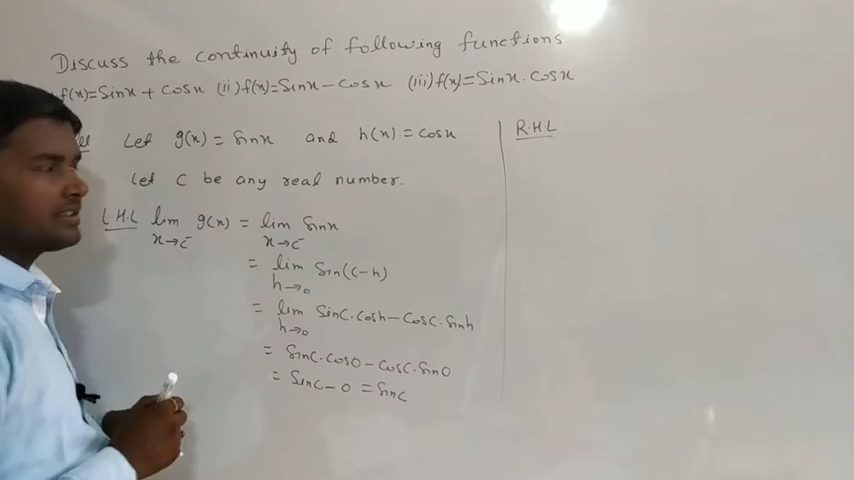 Discuss the continuity of following functions
f(x)=Sinx + Cosx (ii) f(x)=Sinx - Cosx (iii) f(x)=Sinx.Cosx
Let g(x) = Sinx and h(x) = Cosx.
Let C be any real number.
L.H.L lim g(x) = lim Sinx
x→c⁻ x→c⁻
= lim Sin(c-h)
h→0
= lim SinC.Cosh - CosC.Sinh
h→0
= SinC.Cos0 - CosC.Sin0
= SinC - 0 = SinC
R.H.L